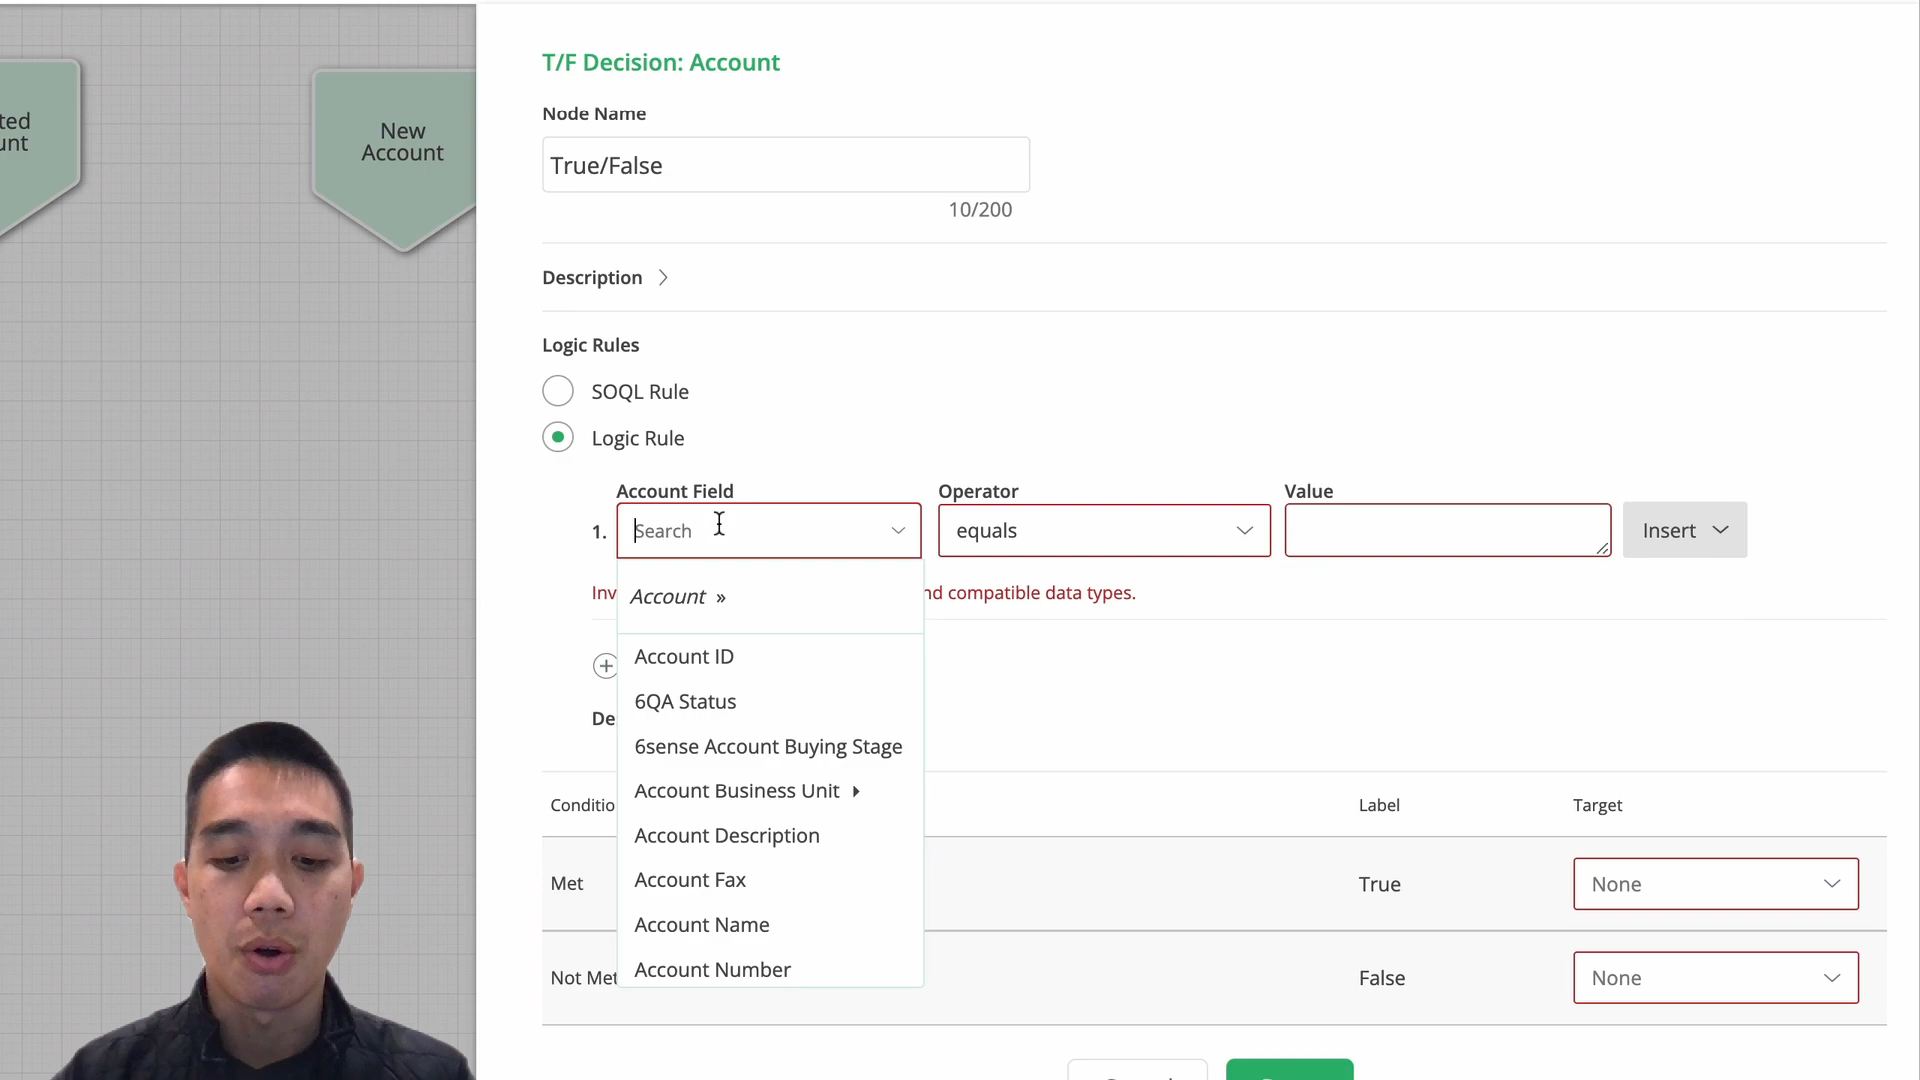 T/F Decision: Account
Node Name
True/False
10/200
ted
unt
New
Account
Description
Logic Rules
SOQL Rule
Logic Rule
Account Field
Operator
Value
1.
Search
equals
Insert
Inv
nd compatible data types.
Account »
Account ID
6QA Status
De
6sense Account Buying Stage
Account Business Unit
Conditio
Label
Target
Account Description
Met
True
None
Account Fax
Account Name
Not Met
False
None
Account Number